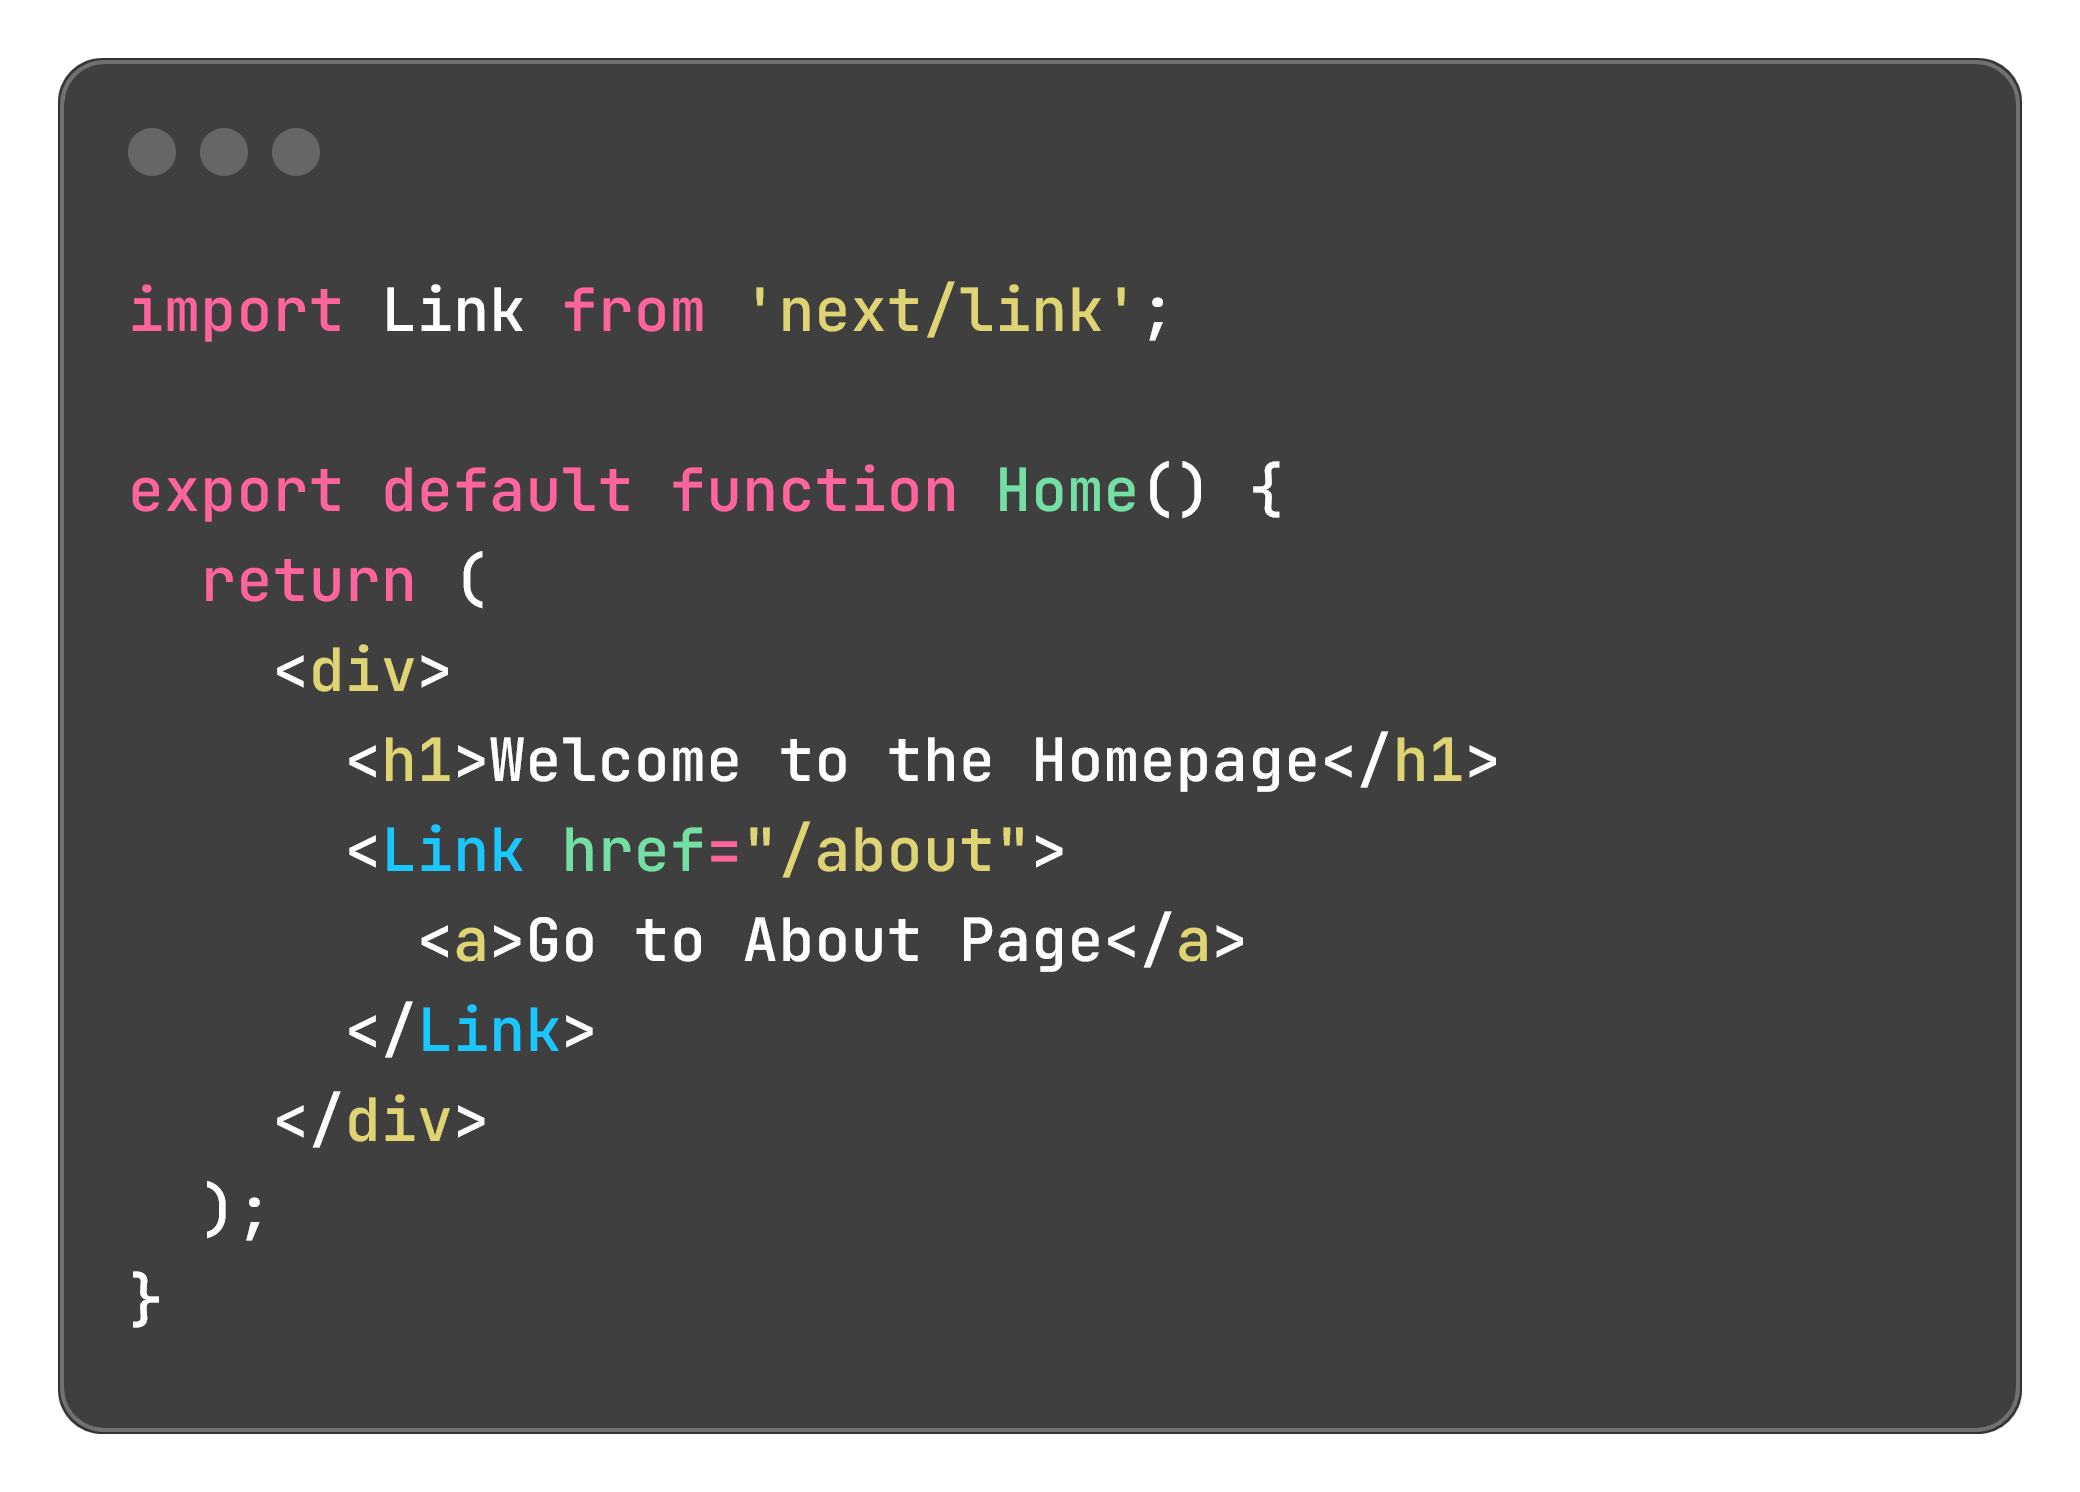 import Link from 'next/link';

export default function Home() {
  return (
    <div>
      <h1>Welcome to the Homepage</h1>
      <Link href="/about">
        <a>Go to About Page</a>
      </Link>
    </div>
  );
}